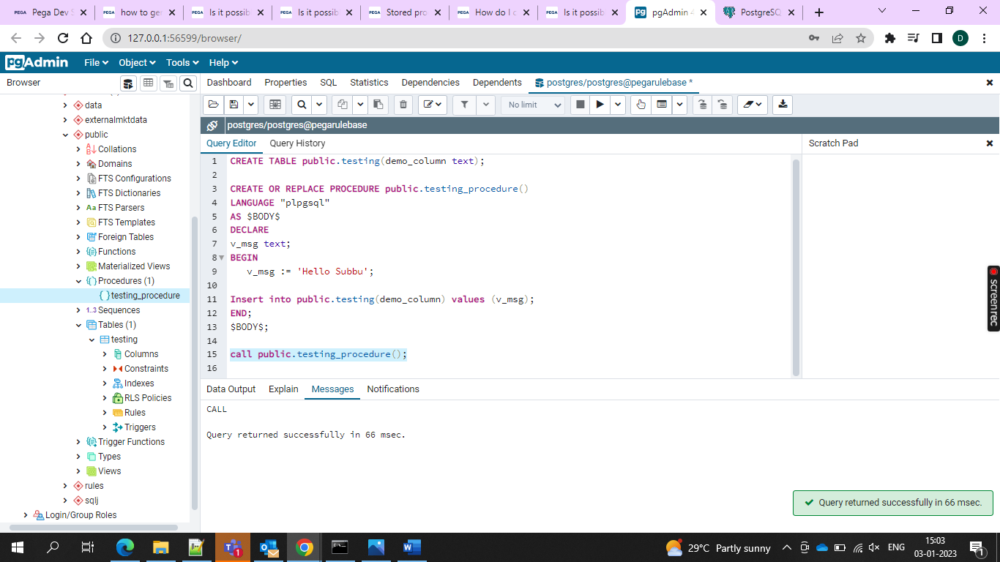 Pega Dev S
how to ge
Is it possib
Is it possib
Stored pro
How do I c
Is it possib
pgAdmin 4
PostgreSQ
127.0.0.1:56599/browser/
D
pgAdmin File Object Tools Help
Browser
Dashboard Properties SQL Statistics Dependencies Dependents postgres/postgres@pegarulebase *
No limit
postgres/postgres@pegarulebase
Query Editor Query History
Scratch Pad
data
externalmktdata
public
Collations
Domains
FTS Configurations
FTS Dictionaries
FTS Parsers
FTS Templates
Foreign Tables
Functions
Materialized Views
Procedures (1)
testing_procedure
Sequences
Tables (1)
testing
Columns
Constraints
Indexes
RLS Policies
Rules
Triggers
Trigger Functions
Types
Views
rules
sqlj
Login/Group Roles
1 CREATE TABLE public.testing(demo_column text);
2
3 CREATE OR REPLACE PROCEDURE public.testing_procedure()
4 LANGUAGE "plpgsql"
5 AS $BODY$
6 DECLARE
7 v_msg text;
8 BEGIN
9 v_msg := 'Hello Subbu';
10
11 Insert into public.testing(demo_column) values (v_msg);
12 END;
13 $BODY$;
14
15 call public.testing_procedure();
16
Data Output Explain Messages Notifications
CALL
Query returned successfully in 66 msec.
Query returned successfully in 66 msec.
screenrec
29°C Partly sunny
ENG
15:03
03-01-2023
1